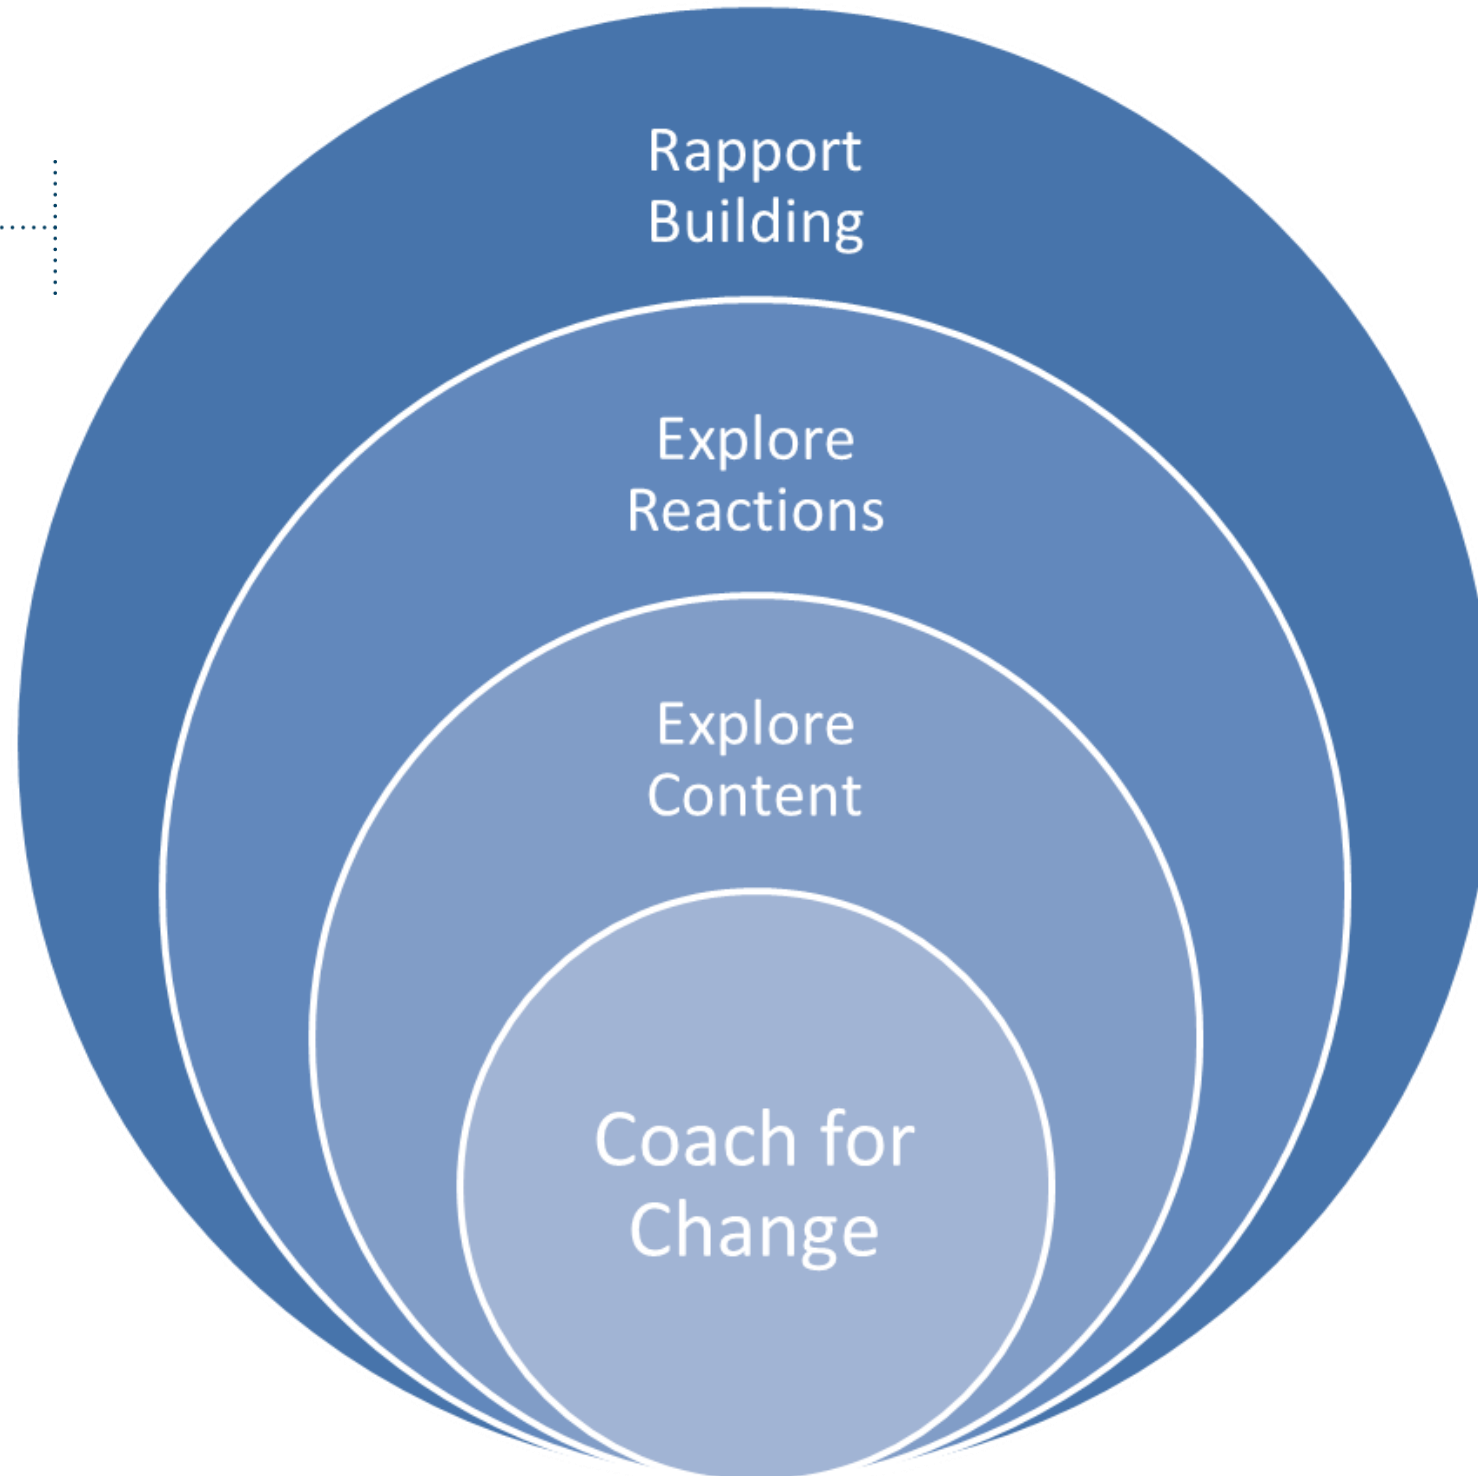 Rapport
Building
Explore
Reactions
Explore
Content
Coach for
Change